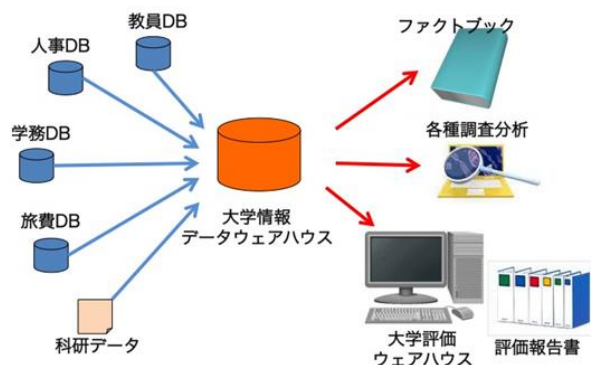 教員DB
人事DB
学務DB
旅費DB
科研データ
大学情報
データウェアハウス
ファクトブック
各種調査分析
大学評価
ウェアハウス
評価報告書